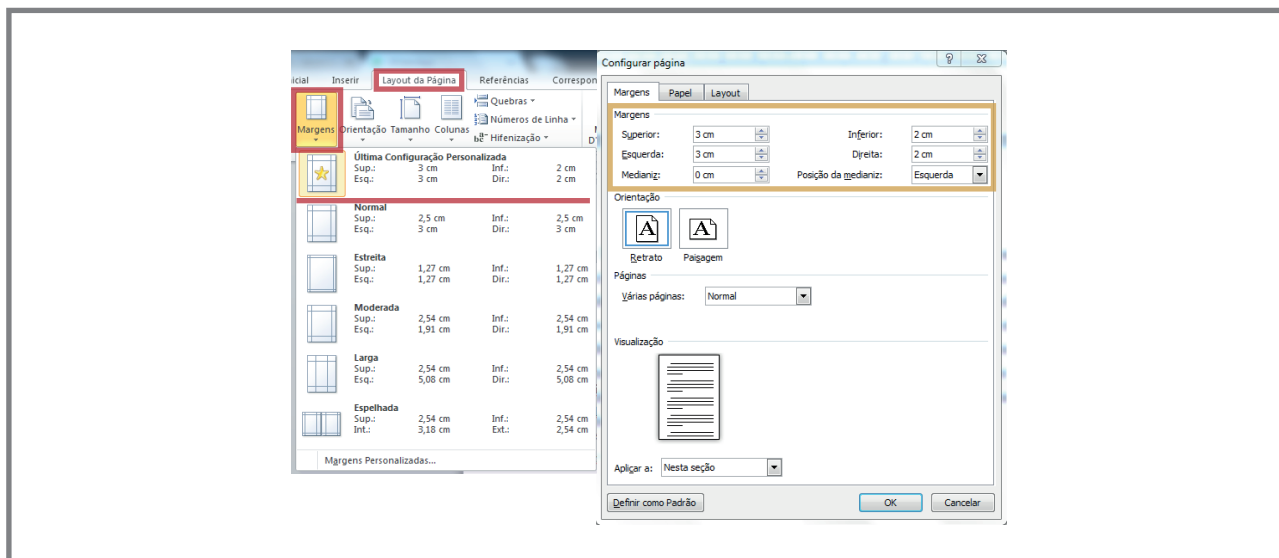 icial Inserir Layout da Página Referências Correspon
Margens Orientação Tamanho Colunas
Quebras
Números de Linha
Hifenização
Última Configuração Personalizada
Sup.: 3 cm Inf.: 2 cm
Esq.: 3 cm Dir.: 2 cm
Normal
Sup.: 2,5 cm Inf.: 2,5 cm
Esq.: 3 cm Dir.: 3 cm
Estreita
Sup.: 1,27 cm Inf.: 1,27 cm
Esq.: 1,27 cm Dir.: 1,27 cm
Moderada
Sup.: 2,54 cm Inf.: 2,54 cm
Esq.: 1,91 cm Dir.: 1,91 cm
Larga
Sup.: 2,54 cm Inf.: 2,54 cm
Esq.: 5,08 cm Dir.: 5,08 cm
Espelhada
Sup.: 2,54 cm Inf.: 2,54 cm
Int.: 3,18 cm Ext.: 2,54 cm
Margens Personalizadas...
Configurar página
Margens Papel Layout
Margens
Superior: 3 cm Inferior: 2 cm
Esquerda: 3 cm Direita: 2 cm
Medianiz: 0 cm Posição da medianiz: Esquerda
Orientação
A A
Retrato Paisagem
Páginas
Várias páginas: Normal
Visualização
Aplicar a: Nesta seção
Definir como Padrão OK Cancelar